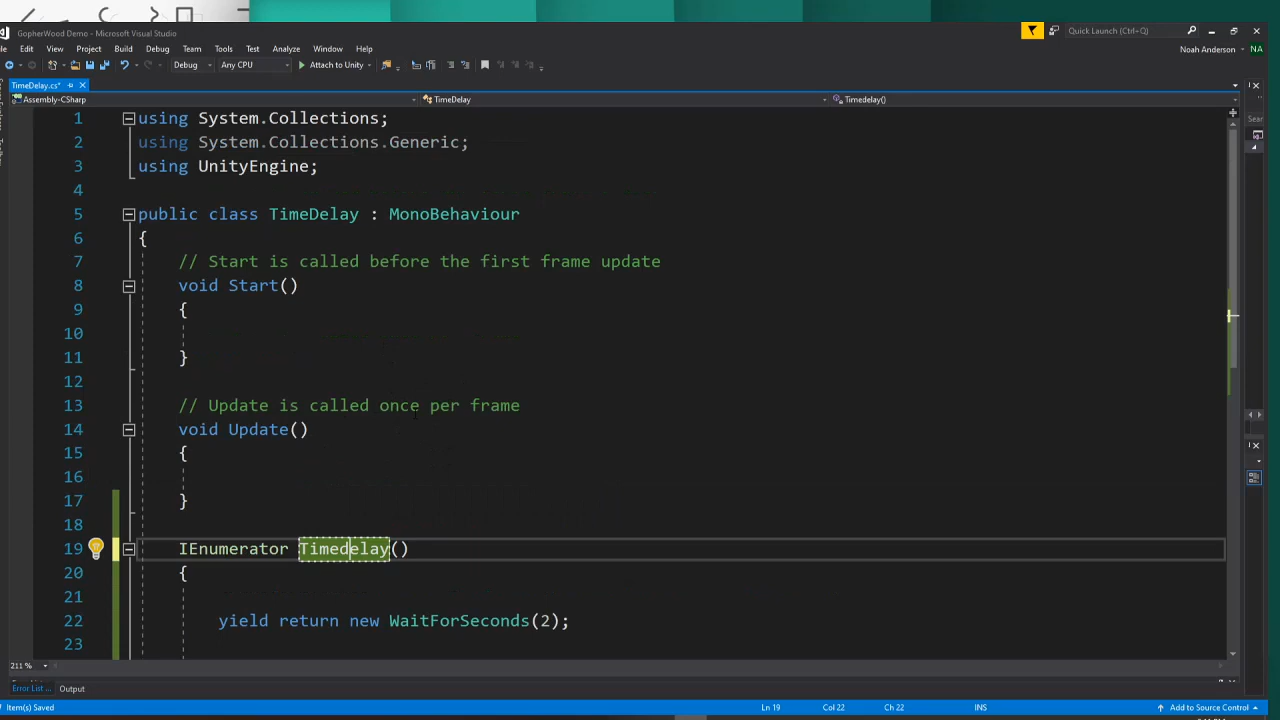 GopherWood Demo - Microsoft Visual Studio
Quick Launch (Ctrl+Q)
Edit View Project Build Debug Team Tools Test Analyze Window Help
Noah Anderson NA
Debug Any CPU Attach to Unity
TimeDelay.cs*
Assembly-CSharp TimeDelay Timedelay()
1 using System.Collections;
2 using System.Collections.Generic;
3 using UnityEngine;
4
5 public class TimeDelay : MonoBehaviour
6 {
7 // Start is called before the first frame update
8 void Start()
9 {
10
11 }
12
13 // Update is called once per frame
14 void Update()
15 {
16
17 }
18
19 IEnumerator Timedelay()
20 {
21
22 yield return new WaitForSeconds(2);
23
211 %
Error List ... Output
Item(s) Saved Ln 19 Col 22 Ch 22 INS Add to Source Control